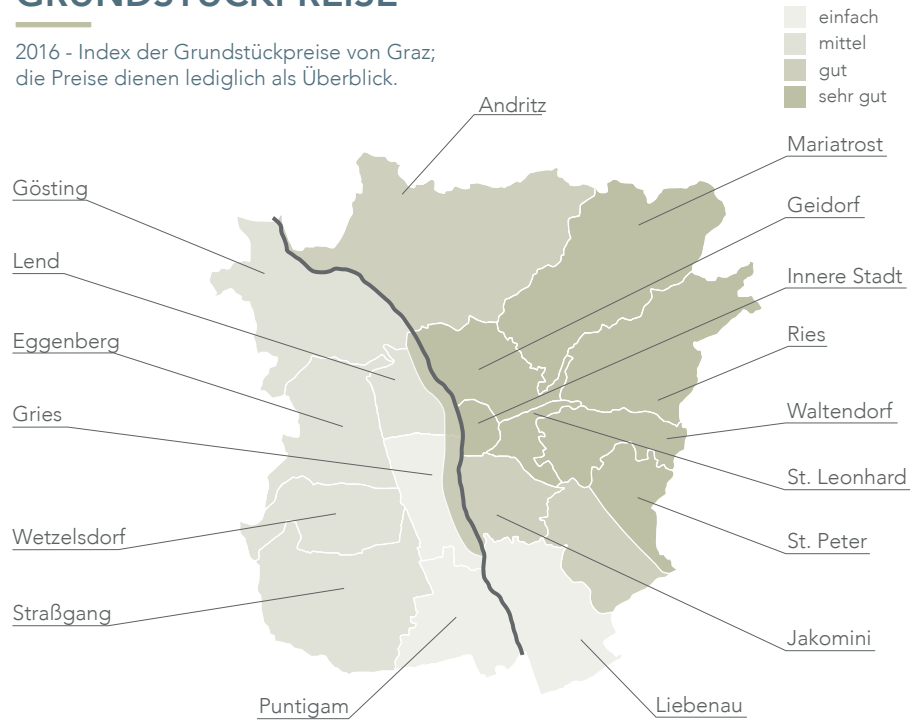 GRUNDSTÜCKPREISE
2016 - Index der Grundstückpreise von Graz;
die Preise dienen lediglich als Überblick.
einfach
mittel
gut
sehr gut
Andritz
Mariatrost
Gösting
Geidorf
Lend
Innere Stadt
Eggenberg
Ries
Gries
Waltendorf
St. Leonhard
Wetzelsdorf
St. Peter
Straßgang
Jakomini
Puntigam
Liebenau